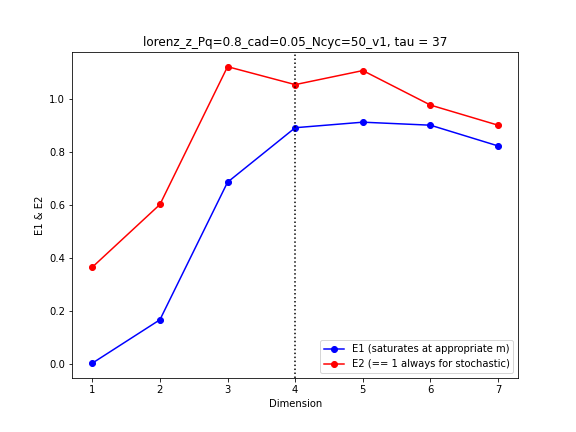 lorenz_z_Pq=0.8_cad=0.05_Ncyc=50_v1, tau = 37
E1 & E2
1.0
0.8
0.6
0.4
0.2
0.0
E1 (saturates at appropriate m)
E2 (== 1 always for stochastic)
1 2 3 4 5 6 7
Dimension